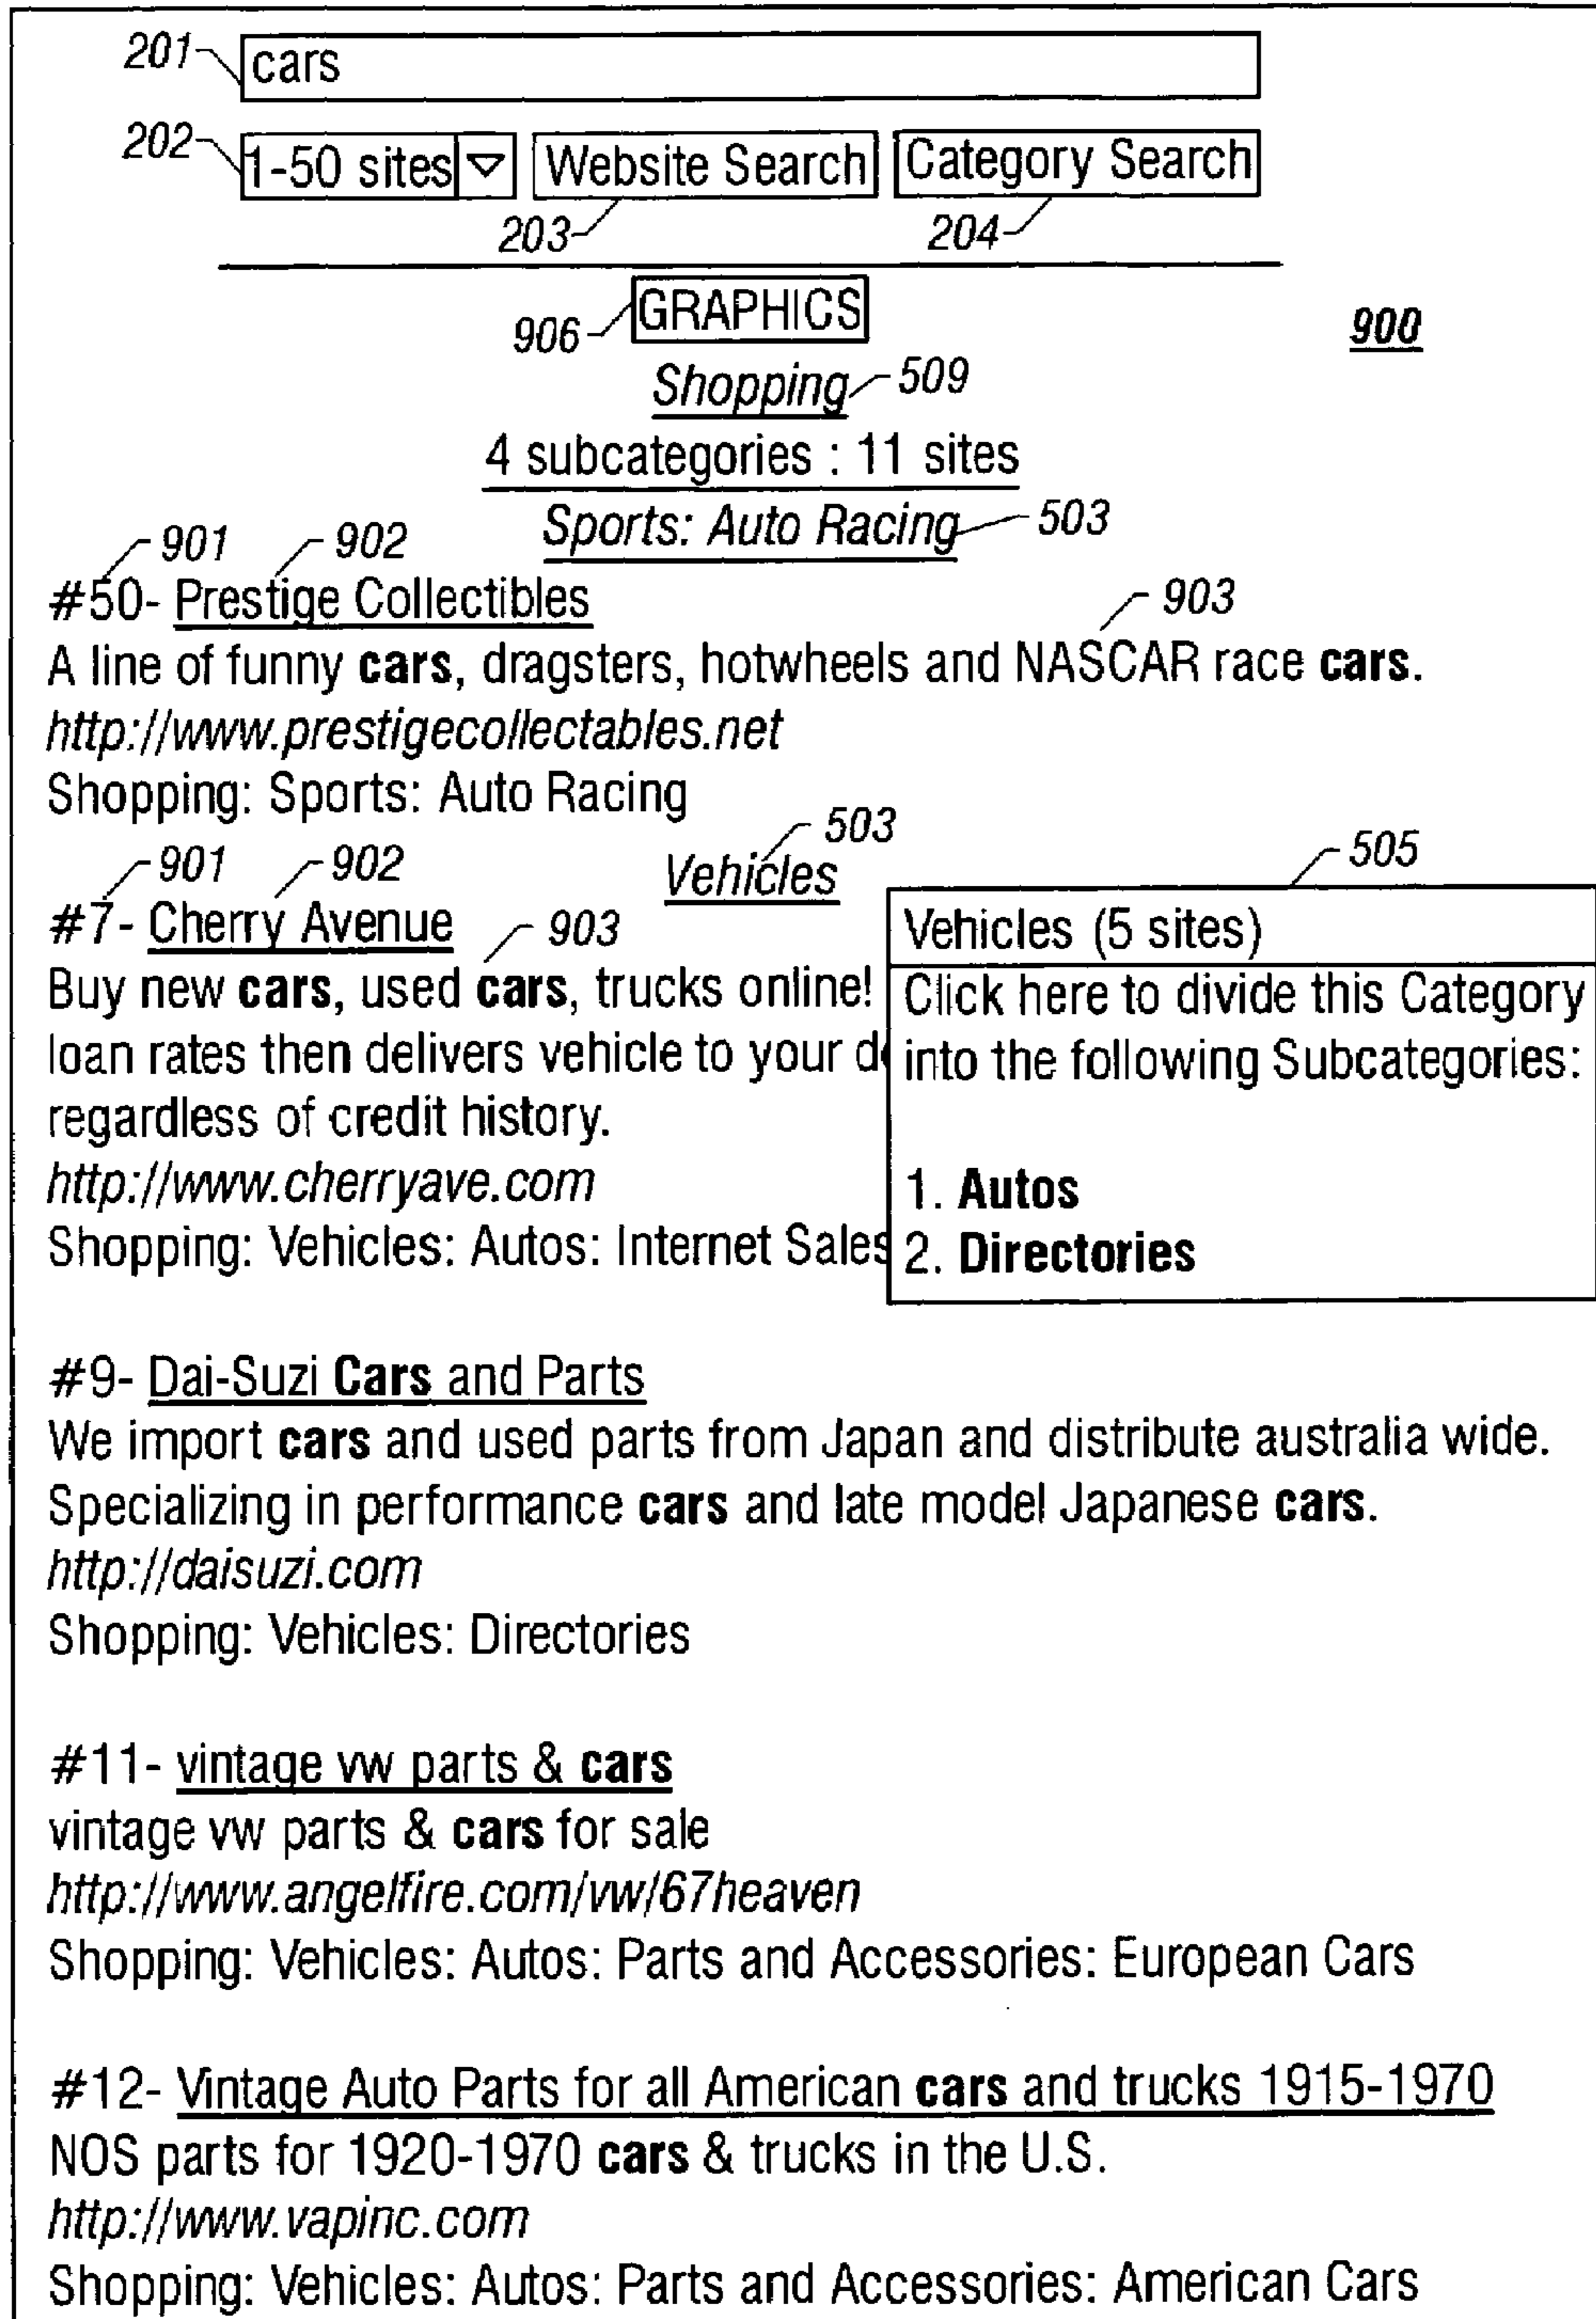 201
cars
202
1-50 sites
Website Search
Category Search
203
204
906
GRAPHICS
900
Shopping
509
4 subcategories : 11 sites
901
902
Sports: Auto Racing
503
#50- Prestige Collectibles
903
A line of funny cars, dragsters, hotwheels and NASCAR race cars.
http://www.prestigecollectables.net
Shopping: Sports: Auto Racing
503
901
902
Vehicles
505
#7- Cherry Avenue
903
Vehicles (5 sites)
Buy new cars, used cars, trucks online!
Click here to divide this Category
loan rates then delivers vehicle to your
into the following Subcategories:
regardless of credit history.
http://www.cherryave.com
1. Autos
Shopping: Vehicles: Autos: Internet Sales
2. Directories
#9- Dai-Suzi Cars and Parts
We import cars and used parts from Japan and distribute australia wide.
Specializing in performance cars and late model Japanese cars.
http://daisuzi.com
Shopping: Vehicles: Directories
#11- vintage vw parts & cars
vintage vw parts & cars for sale
http://www.angelfire.com/vw/67heaven
Shopping: Vehicles: Autos: Parts and Accessories: European Cars
#12- Vintage Auto Parts for all American cars and trucks 1915-1970
NOS parts for 1920-1970 cars & trucks in the U.S.
http://www.vapinc.com
Shopping: Vehicles: Autos: Parts and Accessories: American Cars